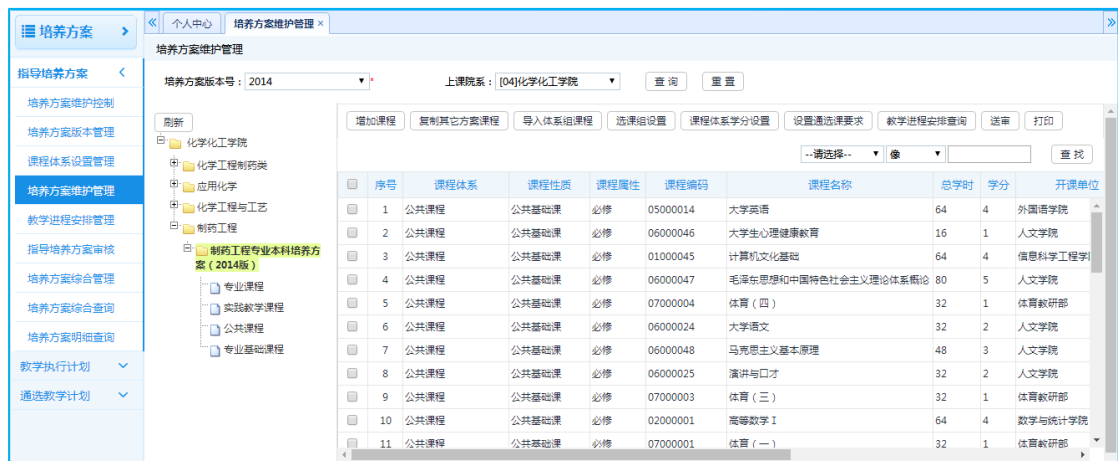 培养方案
个人中心 培养方案维护管理 ×
培养方案维护管理
指导培养方案
培养方案维护控制
培养方案版本管理
课程体系设置管理
培养方案维护管理
教学进程安排管理
指导培养方案审核
培养方案综合管理
培养方案综合查询
培养方案明细查询
教学执行计划
通选教学计划
培养方案版本号： 2014 * 上课院系： [04]化学化工学院 查 询 重 置
刷新
化学化工学院
化学工程制药类
应用化学
化学工程与工艺
制药工程
制药工程专业本科培养方
案（2014版）
专业课程
实践教学课程
公共课程
专业基础课程
增加课程 复制其它方案课程 导入体系组课程 选课组设置 课程体系学分设置 设置通选课要求 教学进程安排查询 送审 打印
--请选择-- 像 查 找
序号 课程体系 课程性质 课程属性 课程编码 课程名称 总学时 学分 开课单位
1 公共课程 公共基础课 必修 05000014 大学英语 64 4 外国语学院
2 公共课程 公共基础课 必修 06000046 大学生心理健康教育 16 1 人文学院
3 公共课程 公共基础课 必修 01000045 计算机文化基础 64 4 信息科学工程学
4 公共课程 公共基础课 必修 06000047 毛泽东思想和中国特色社会主义理论体系概论 80 5 人文学院
5 公共课程 公共基础课 必修 07000004 体育（四） 32 1 体育教研部
6 公共课程 公共基础课 必修 06000024 大学语文 32 2 人文学院
7 公共课程 公共基础课 必修 06000048 马克思主义基本原理 48 3 人文学院
8 公共课程 公共基础课 必修 06000025 演讲与口才 32 2 人文学院
9 公共课程 公共基础课 必修 07000003 体育（三） 32 1 体育教研部
10 公共课程 公共基础课 必修 02000001 高等数学 I 64 4 数学与统计学院
11 公共课程 公共基础课 必修 07000001 体育（一） 32 1 体育教研部